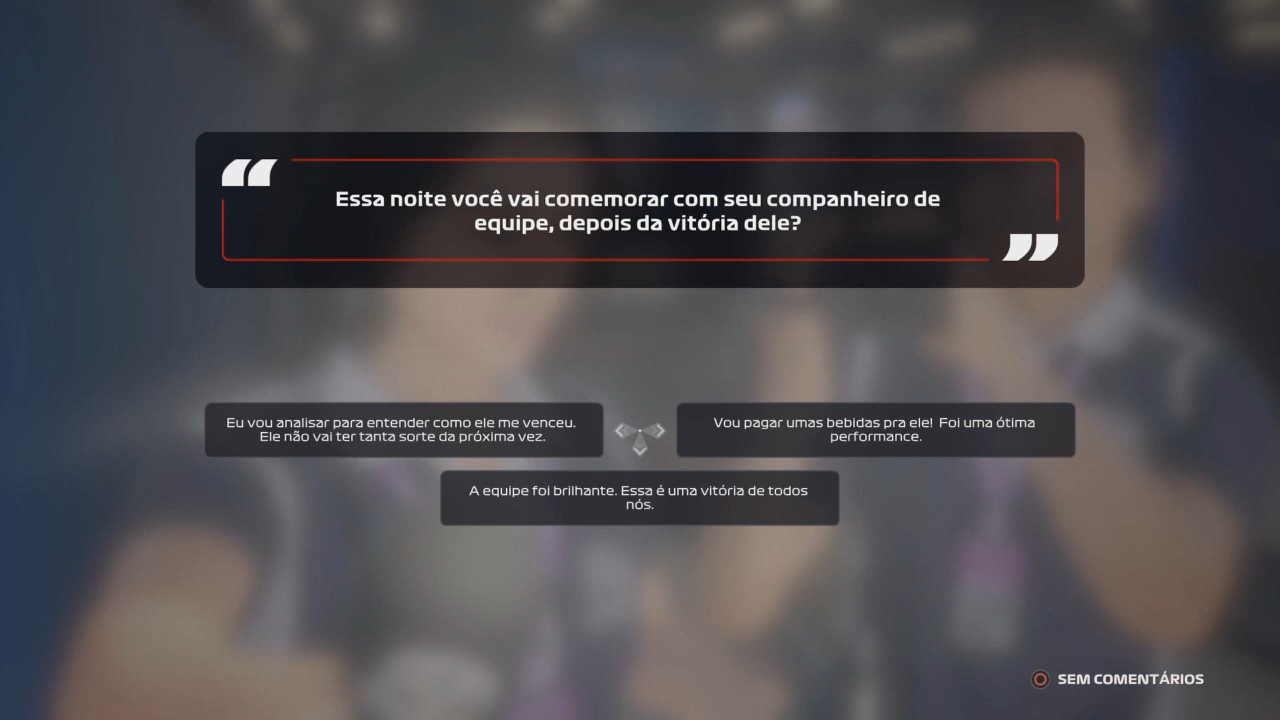 Essa noite você vai comemorar com seu companheiro de
equipe, depois da vitória dele?
Eu vou analisar para entender como ele me venceu.
Ele não vai ter tanta sorte da próxima vez.
Vou pagar umas bebidas pra ele! Foi uma ótima
performance.
A equipe foi brilhante. Essa é uma vitória de todos
nós.
SEM COMENTÁRIOS